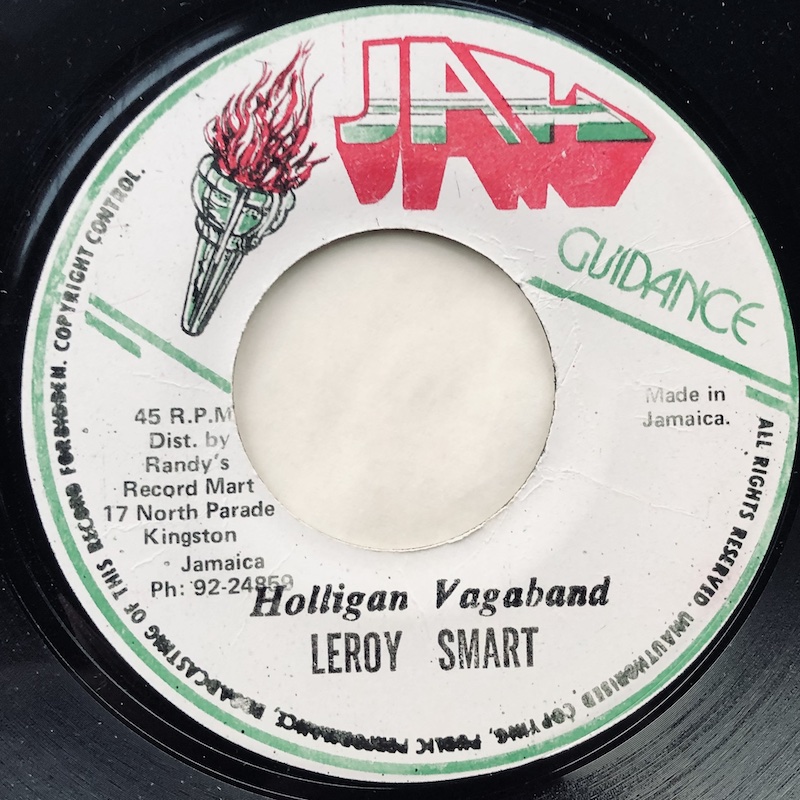 JAH
GUIDANCE
Made in
Jamaica.
45 R.P.M
Dist. by
Randy's
Record Mart
17 North Parade
Kingston
Jamaica
Ph: 92-24859
Holligan Vagaband
LEROY SMART
ALL RIGHTS RESERVED. UNAUTHORISED COPYING, PUBLIC PERFORMANCE, BROADCASTING OF THIS RECORD FORBIDDEN. COPYRIGHT CONTROL.